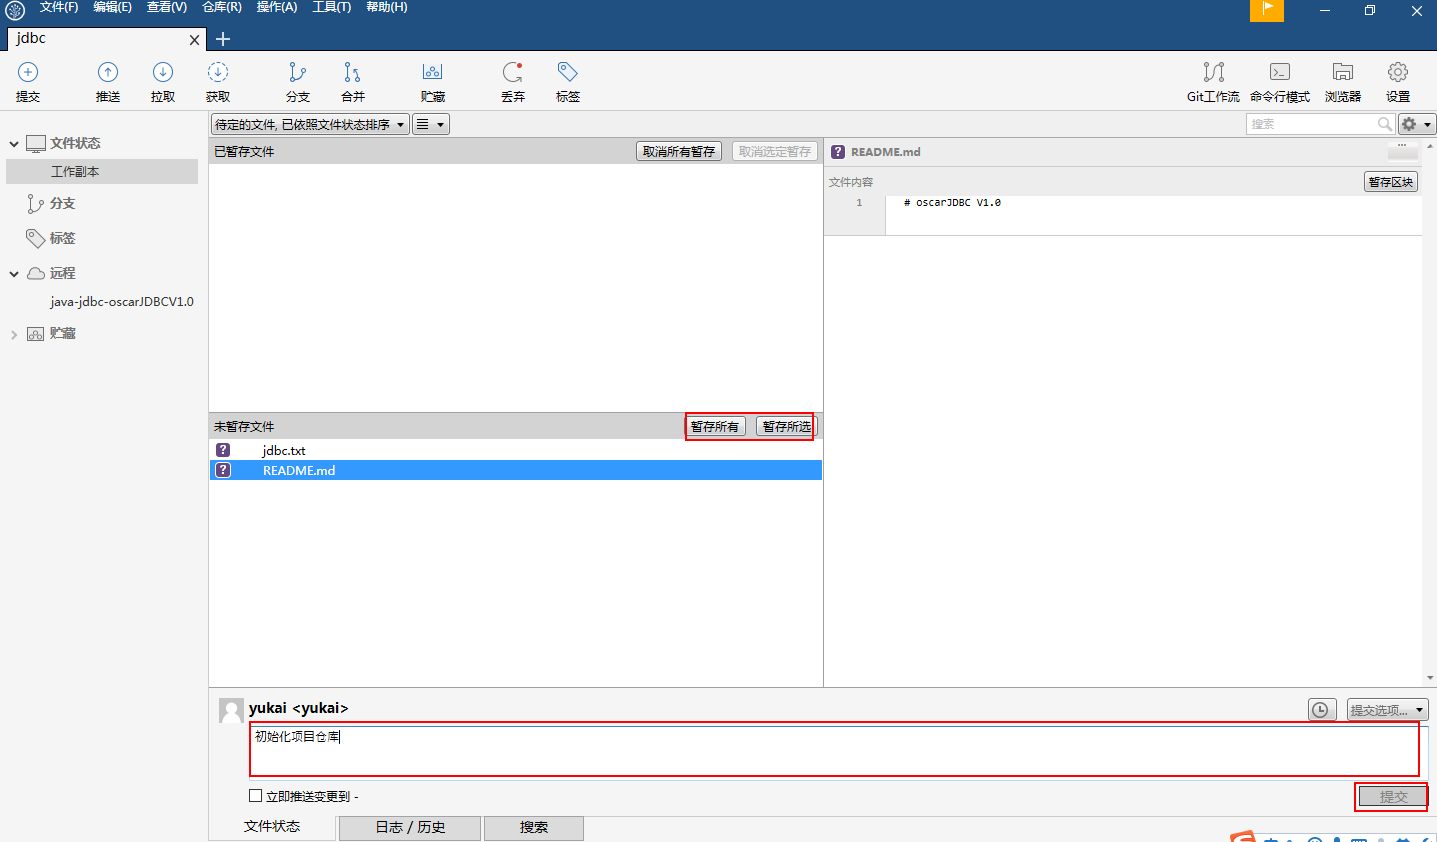 文件(F) 编辑(E) 查看(V) 仓库(R) 操作(A) 工具(T) 帮助(H)
jdbc
提交 推送 拉取 获取 分支 合并 贮藏 丢弃 标签 Git工作流 命令行模式 浏览器 设置
待定的文件, 已依照文件状态排序 搜索
文件状态
工作副本
分支
标签
远程
java-jdbc-oscarJDBCV1.0
贮藏
已暂存文件 取消所有暂存 取消选定暂存
未暂存文件 暂存所有 暂存所选
? jdbc.txt
? README.md
? README.md
文件内容 暂存区块
1 # oscarJDBC V1.0
yukai <yukai> 提交选项...
初始化项目仓库
立即推送变更到 - 提交
文件状态 日志 / 历史 搜索